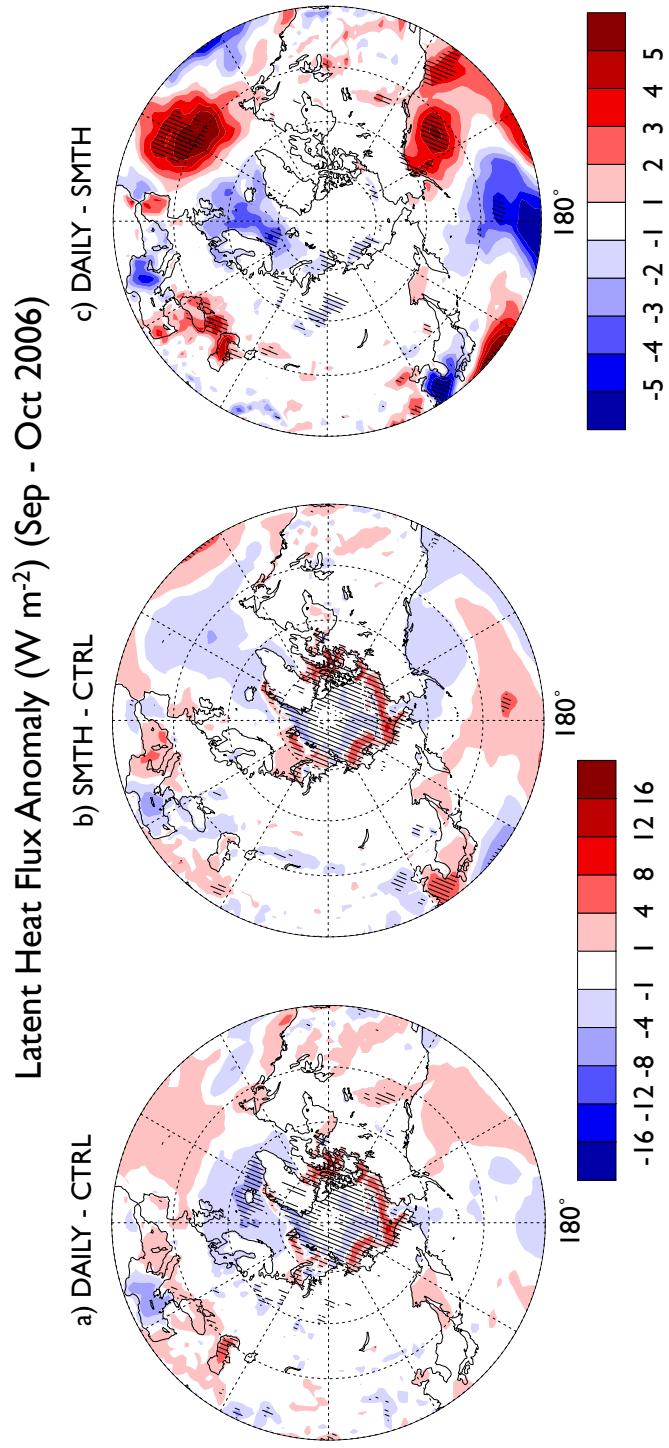 Latent Heat Flux Anomaly (W m-2) (Sep - Oct 2006)
a) DAILY - CTRL
180°
b) SMTH - CTRL
180°
c) DAILY - SMTH
180°
-16 -12 -8 -4 -1 1 4 8 12 16
-5 -4 -3 -2 -1 1 2 3 4 5